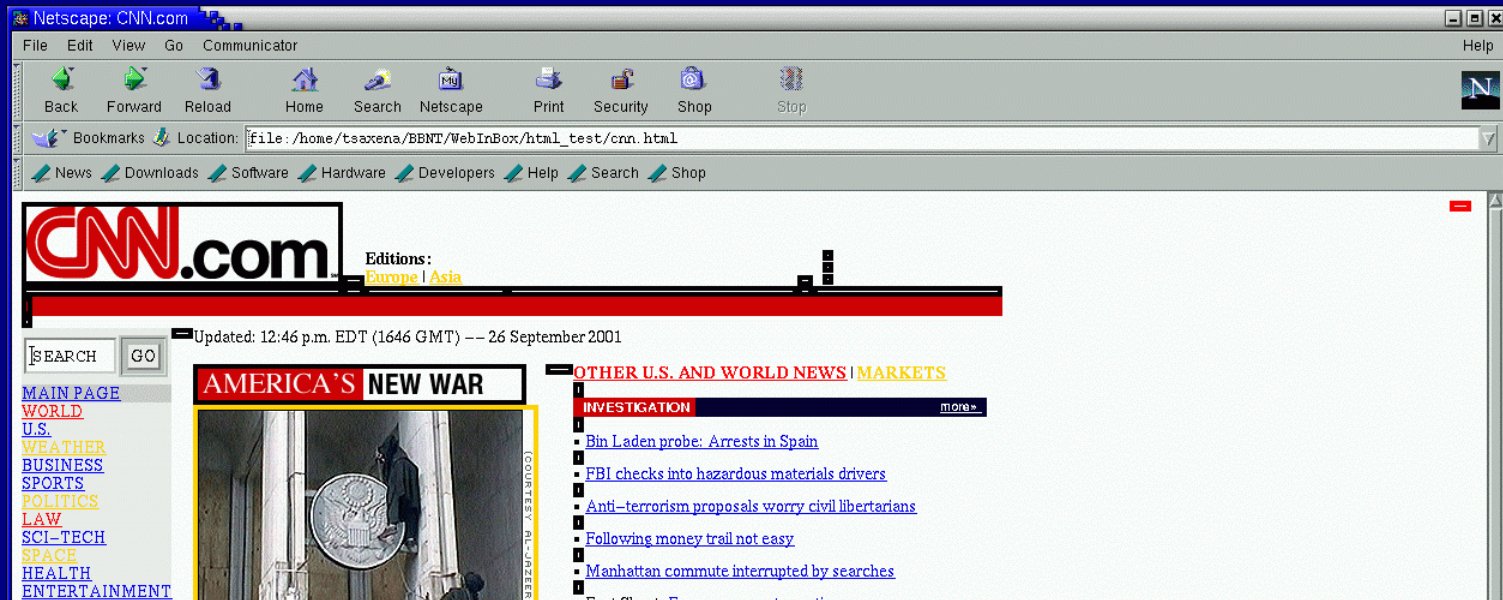 Netscape: CNN.com
File Edit View Go Communicator Help
Back Forward Reload Home Search Netscape Print Security Shop Stop
My
N
Bookmarks Location: file:/home/tsaxena/BBNT/WebInBox/html_test/cnn.html
News Downloads Software Hardware Developers Help Search Shop
CNN.com
Editions:
Europe | Asia
Updated: 12:46 p.m. EDT (1646 GMT) -- 26 September 2001
SEARCH GO
MAIN PAGE
WORLD
U.S.
WEATHER
BUSINESS
SPORTS
POLITICS
LAW
SCI-TECH
SPACE
HEALTH
ENTERTAINMENT
AMERICA'S NEW WAR
(COURTESY AL-JAZEER
OTHER U.S. AND WORLD NEWS | MARKETS
INVESTIGATION more»
▪ Bin Laden probe: Arrests in Spain
▪ FBI checks into hazardous materials drivers
▪ Anti-terrorism proposals worry civil libertarians
▪ Following money trail not easy
▪ Manhattan commute interrupted by searches